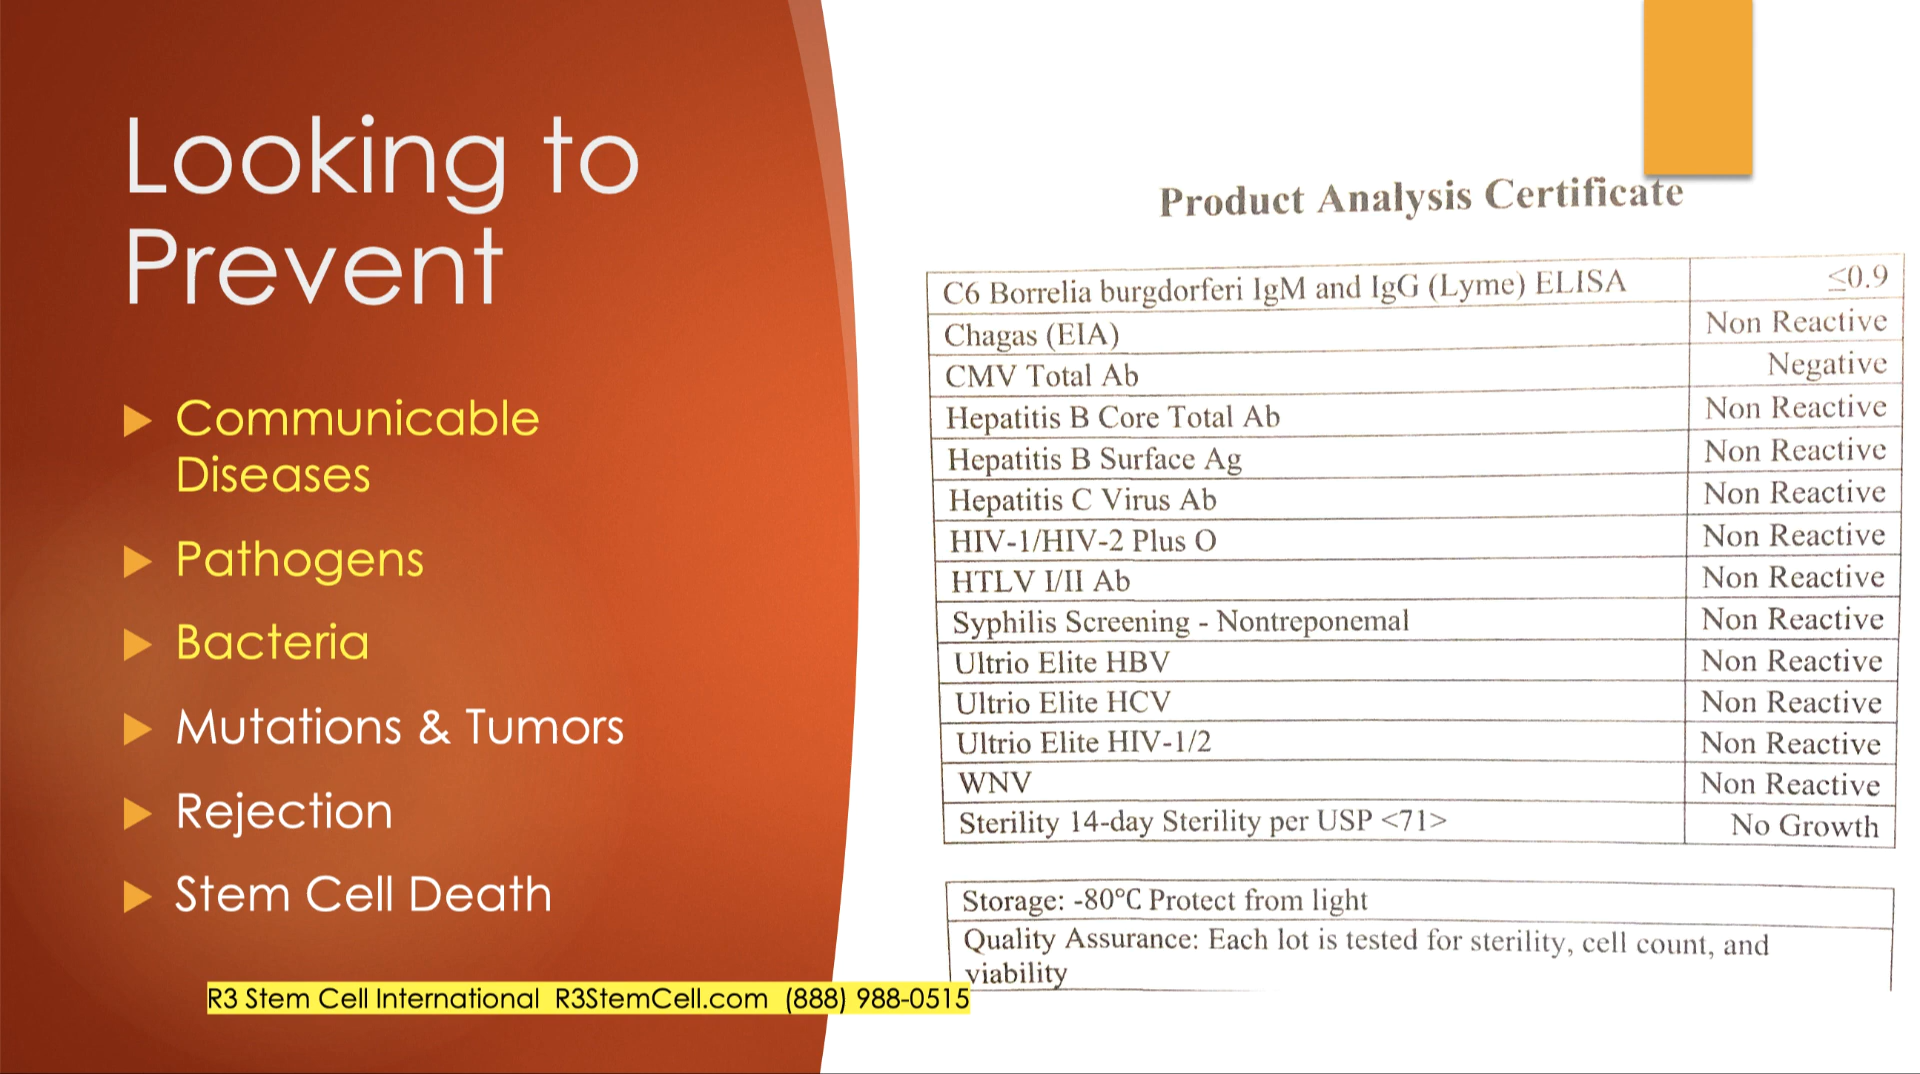 Looking to
Prevent
Communicable
Diseases
Pathogens
Bacteria
Mutations & Tumors
Rejection
Stem Cell Death
R3 Stem Cell International R3StemCell.com (888) 988-0515
Product Analysis Certificate
C6 Borrelia burgdorferi IgM and IgG (Lyme) ELISA ≤0.9
Chagas (EIA) Non Reactive
CMV Total Ab Negative
Hepatitis B Core Total Ab Non Reactive
Hepatitis B Surface Ag Non Reactive
Hepatitis C Virus Ab Non Reactive
HIV-1/HIV-2 Plus O Non Reactive
HTLV I/II Ab Non Reactive
Syphilis Screening - Nontreponemal Non Reactive
Ultrio Elite HBV Non Reactive
Ultrio Elite HCV Non Reactive
Ultrio Elite HIV-1/2 Non Reactive
WNV Non Reactive
Sterility 14-day Sterility per USP <71> No Growth
Storage: -80°C Protect from light
Quality Assurance: Each lot is tested for sterility, cell count, and
viability